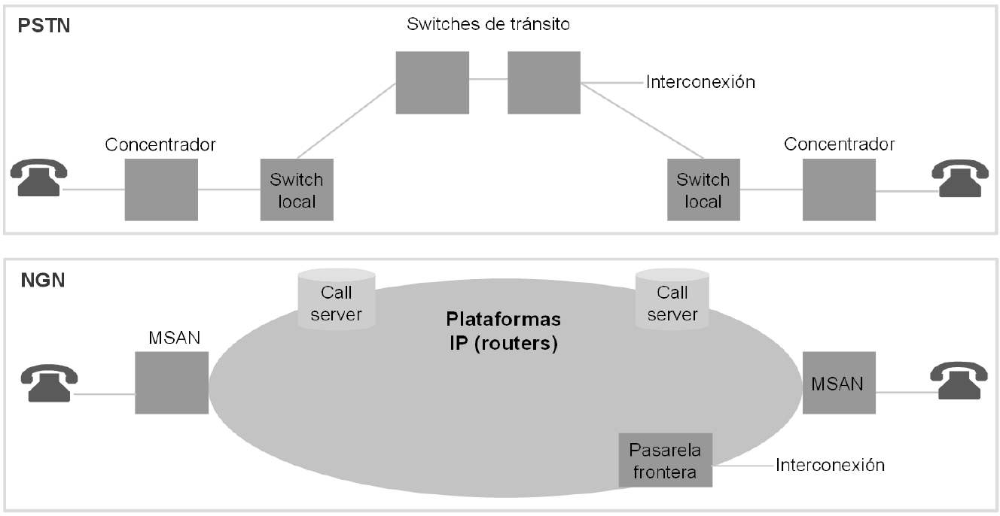 PSTN
Switches de tránsito
Interconexión
Concentrador
Concentrador
Switch
local
Switch
local
NGN
Call
server
Call
server
Plataformas
IP (routers)
MSAN
MSAN
Pasarela
frontera
Interconexión